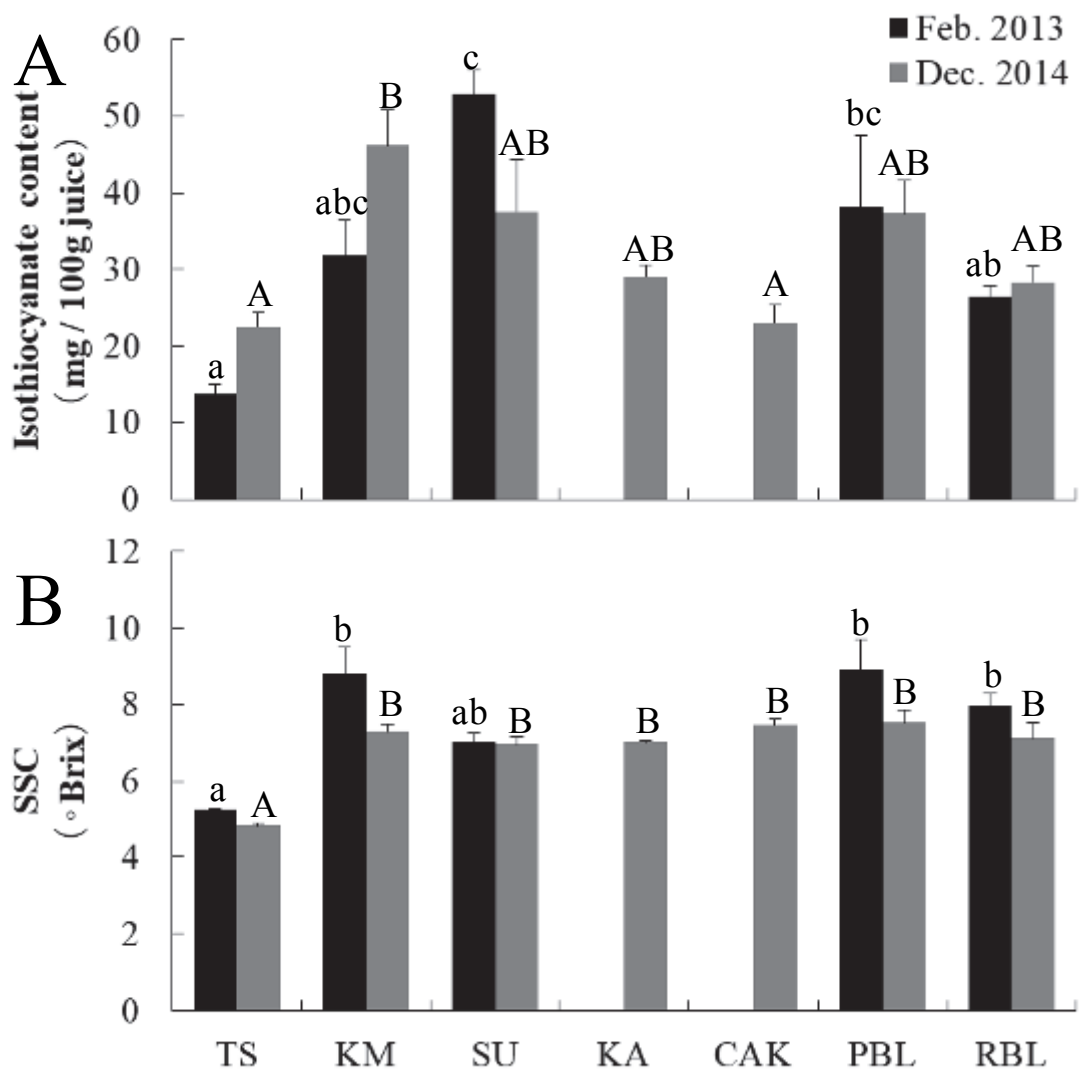 A
Isothiocyanate content
(mg / 100g juice)
60
50
40
30
20
10
0
Feb. 2013
Dec. 2014
a
A
abc
B
c
AB
AB
A
bc
AB
ab
AB
B
SSC
(°Brix)
12
10
8
6
4
2
0
a
A
b
B
ab
B
B
B
b
B
b
B
TS KM SU KA CAK PBL RBL